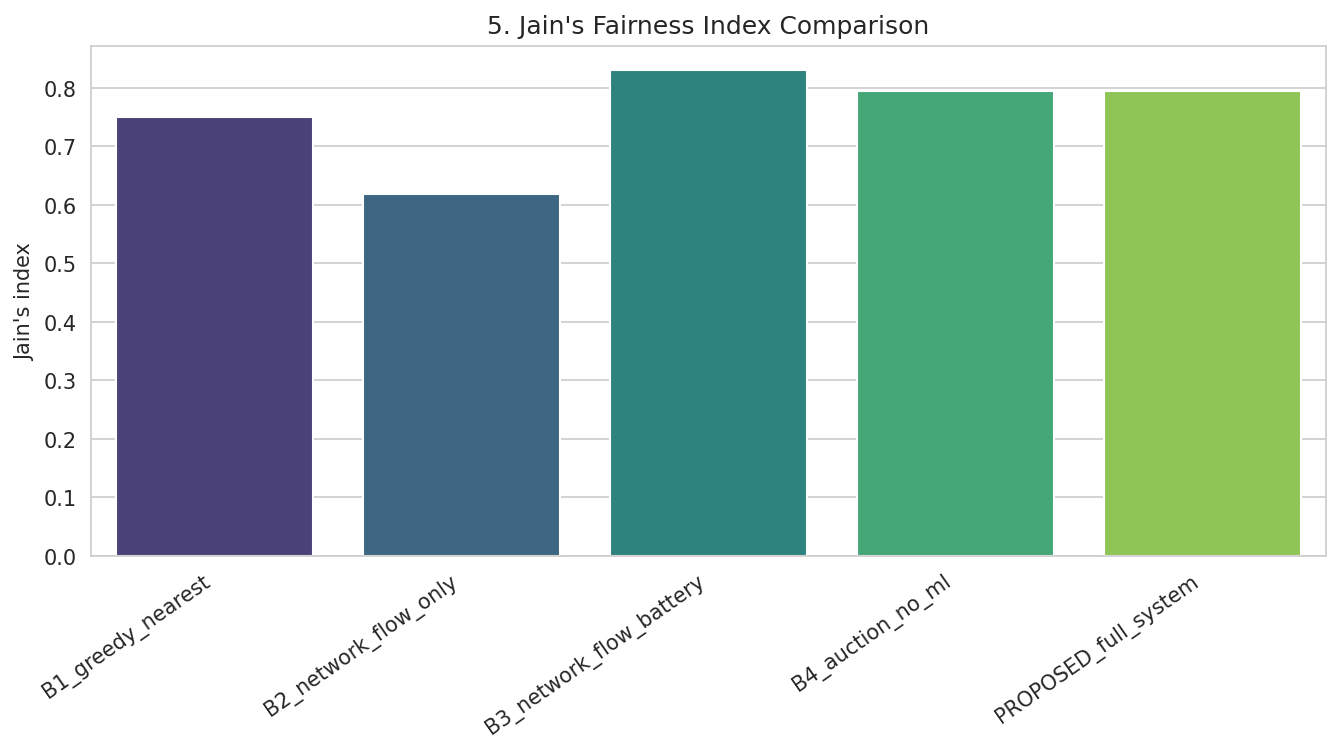 5. Jain's Fairness Index Comparison
Jain's index
0.8
0.7
0.6
0.5
0.4
0.3
0.2
0.1
0.0
B1_greedy_nearest
B2_network_flow_only
B3_network_flow_battery
B4_auction_no_ml
PROPOSED_full_system